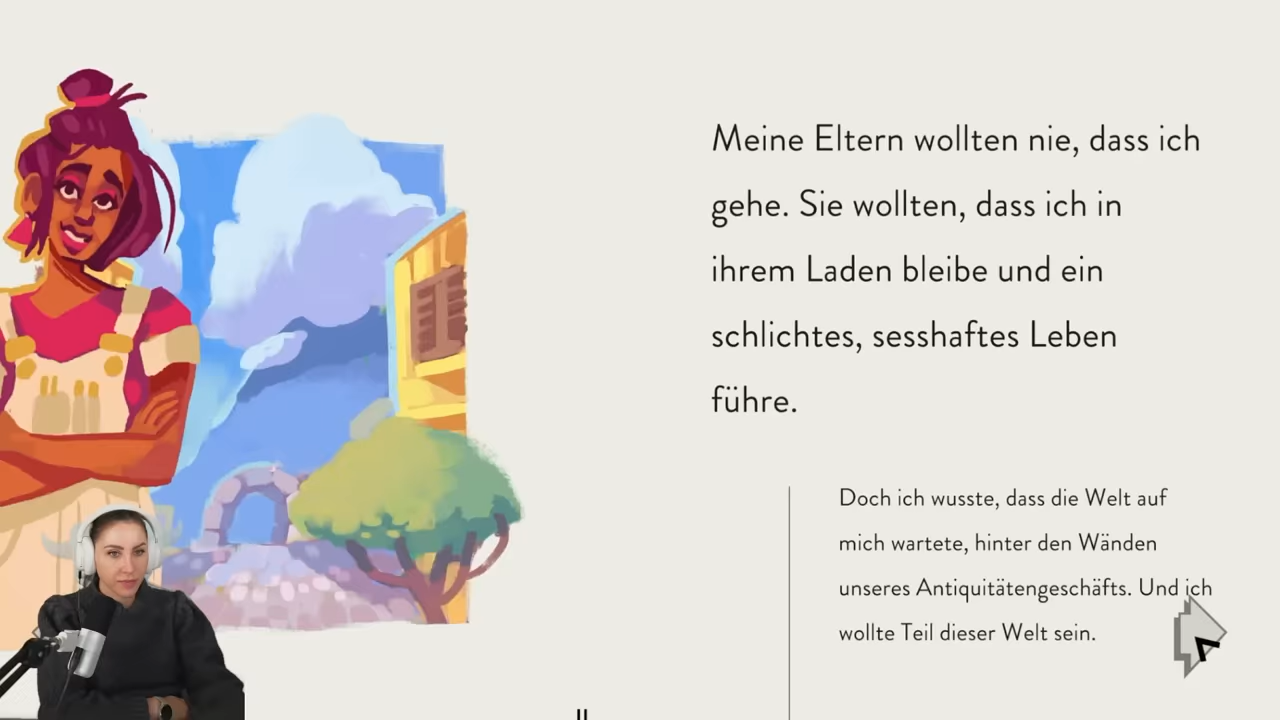 Meine Eltern wollten nie, dass ich
gehe. Sie wollten, dass ich in
ihrem Laden bleibe und ein
schlichtes, sesshaftes Leben
führe.
Doch ich wusste, dass die Welt auf
mich wartete, hinter den Wänden
unseres Antiquitätengeschäfts. Und ich
wollte Teil dieser Welt sein.